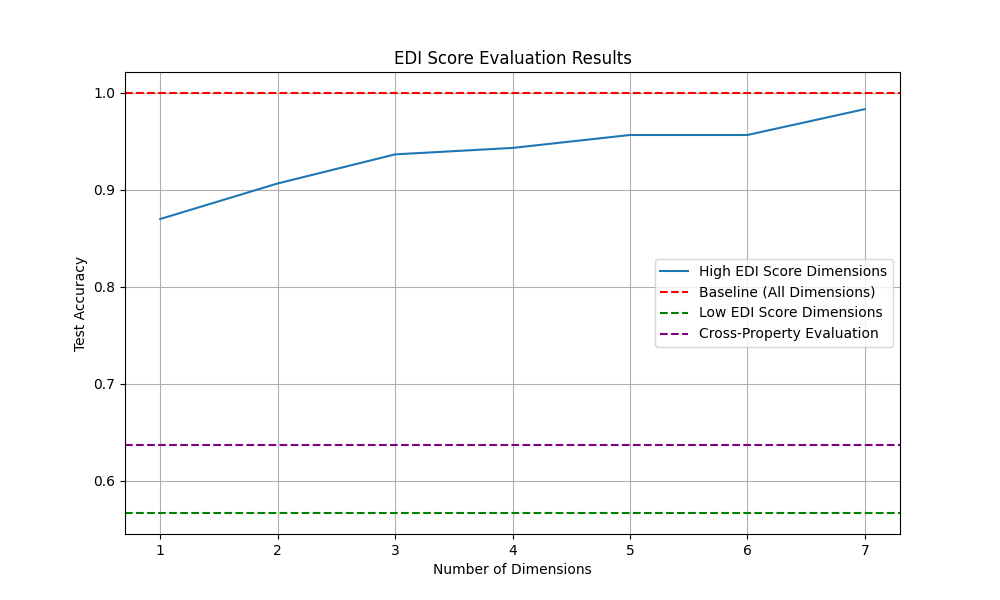 EDI Score Evaluation Results
1.0
0.9
0.8
0.7
0.6
Test Accuracy
High EDI Score Dimensions
Baseline (All Dimensions)
Low EDI Score Dimensions
Cross-Property Evaluation
1 2 3 4 5 6 7
Number of Dimensions